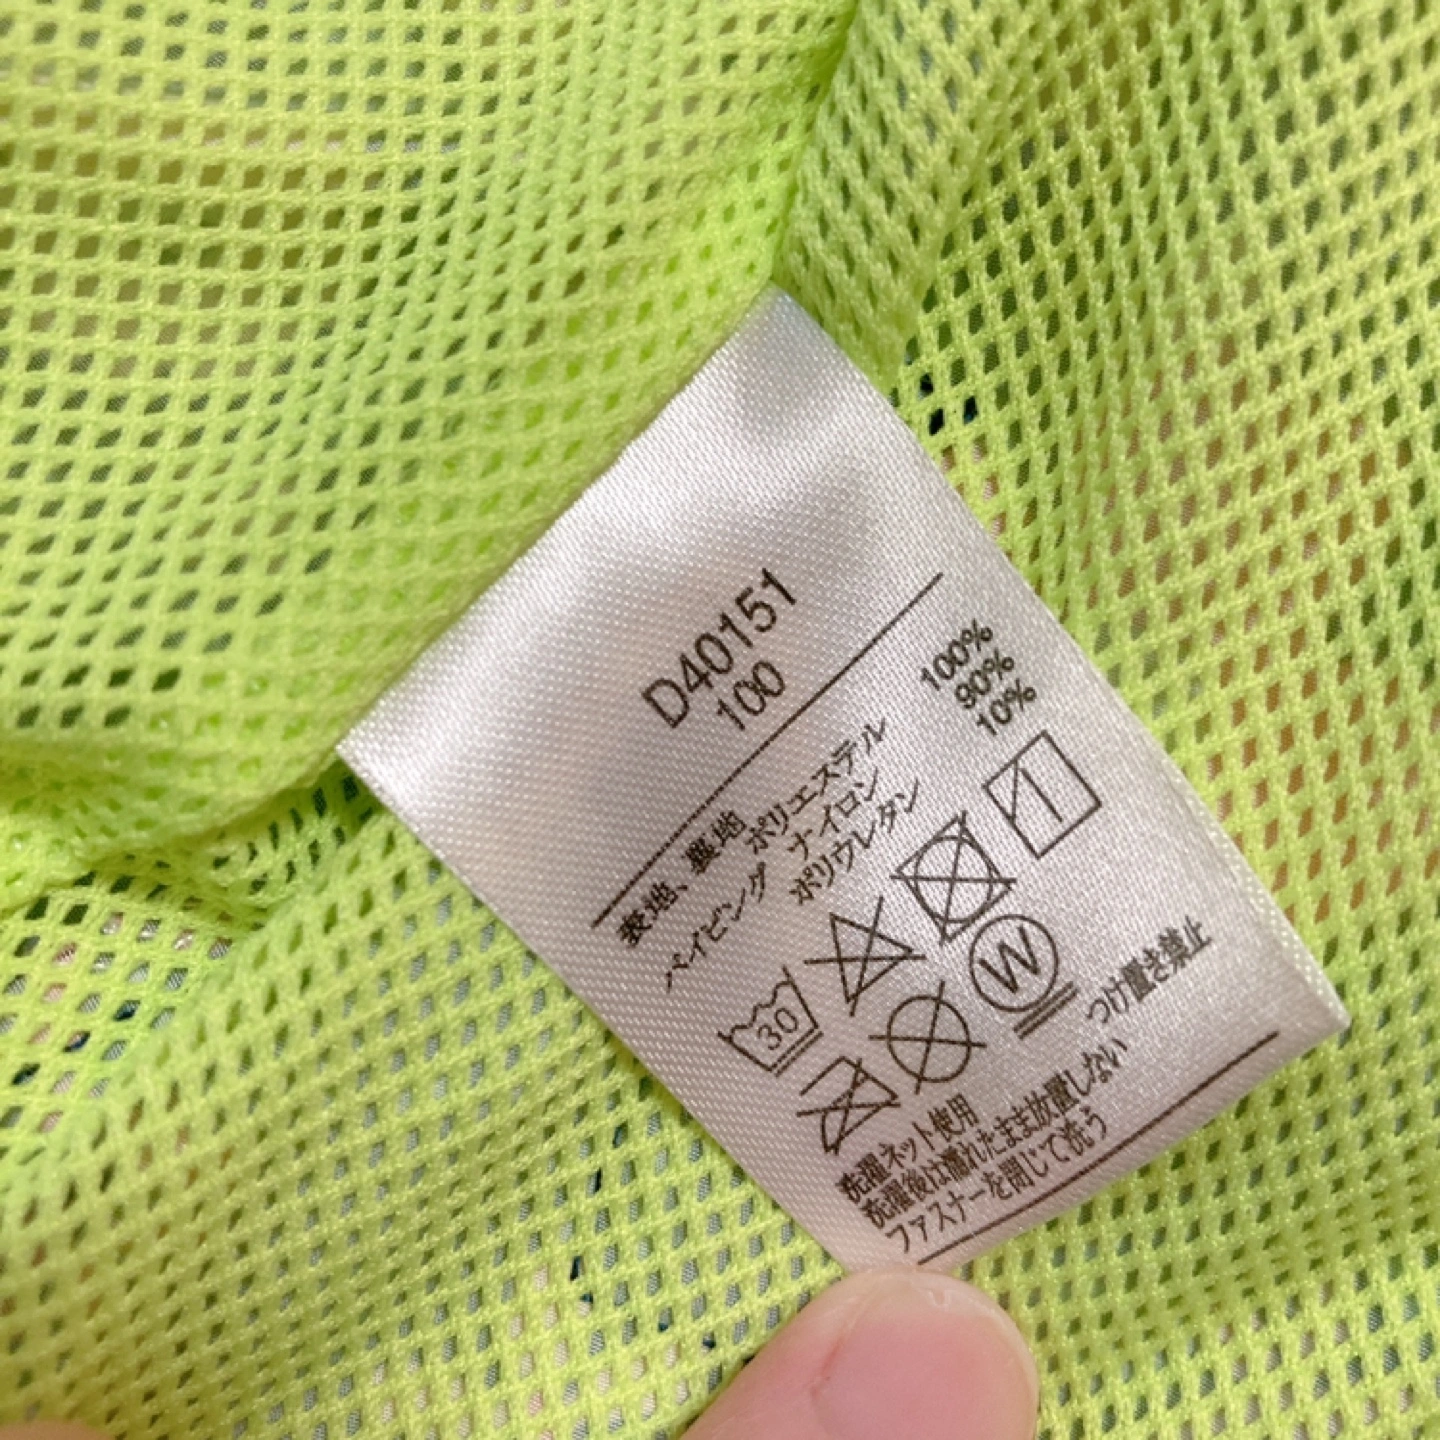 D40151
100
表地、裏地 ポリエステル 100%
パイピング ナイロン 90%
ポリウレタン 10%
30
W
つけ置き禁止
洗濯ネット使用
洗濯後は濡れたまま放置しない
ファスナーを閉じて洗う